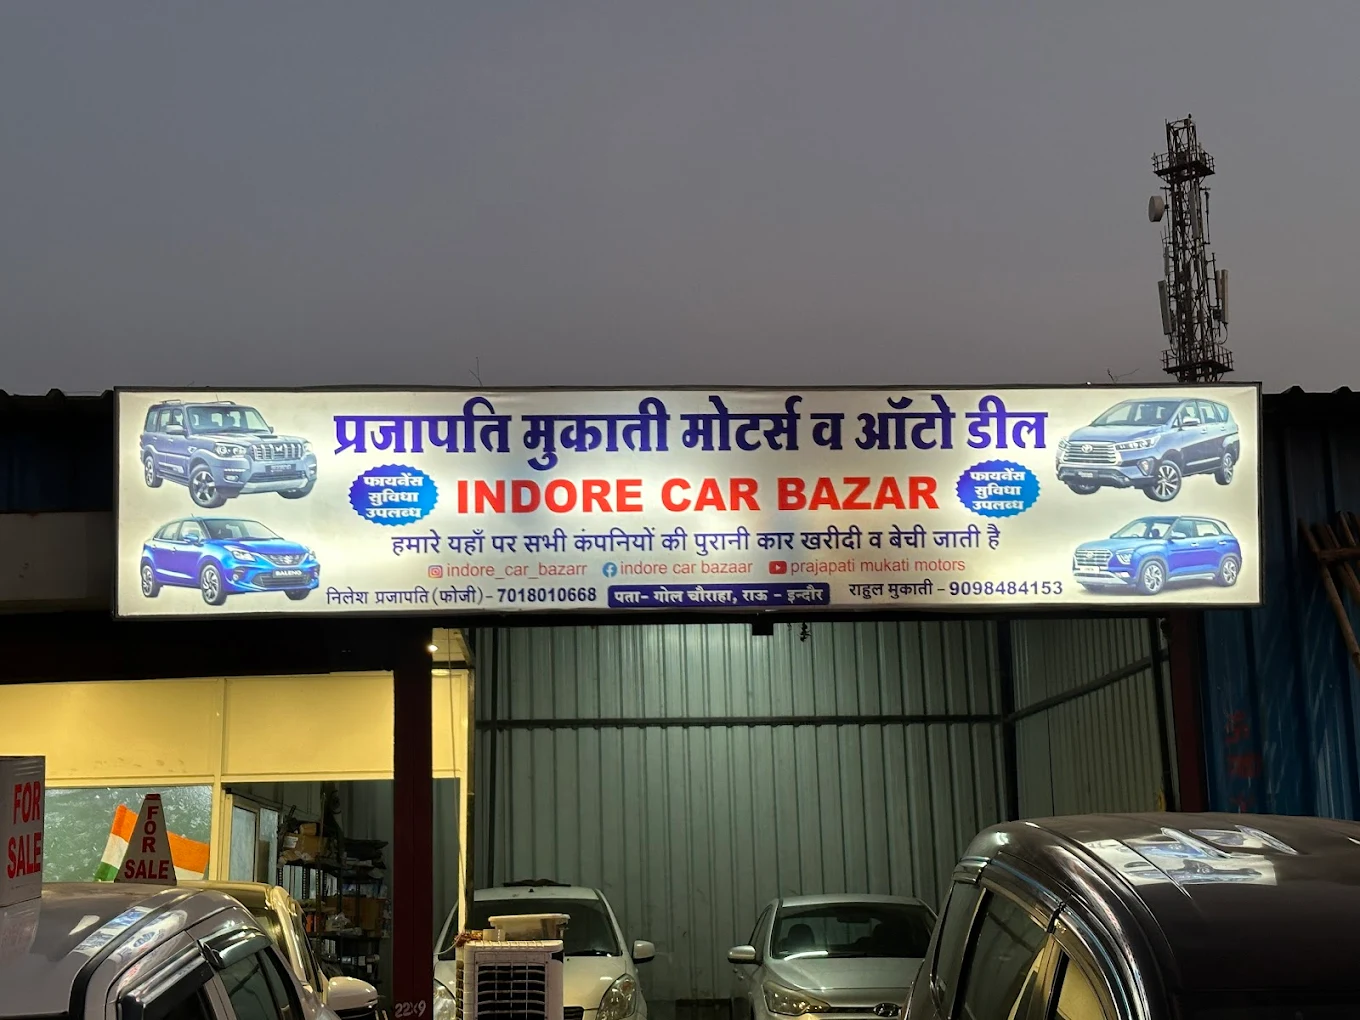 प्रजापति मुकाती मोटर्स व ऑटो डील
फायनेंस
सुविधा
उपलब्ध
INDORE CAR BAZAR
फायनेंस
सुविधा
उपलब्ध
हमारे यहाँ पर सभी कंपनियों की पुरानी कार खरीदी व बेची जाती है
indore_car_bazarr indore car bazaar prajapati mukati motors
निलेश प्रजापति (फोजी) - 7018010668 पता- गोल चौराहा, राऊ - इन्दौर राहुल मुकाती - 9098484153
BALENO
FOR
SALE
FOR
SALE